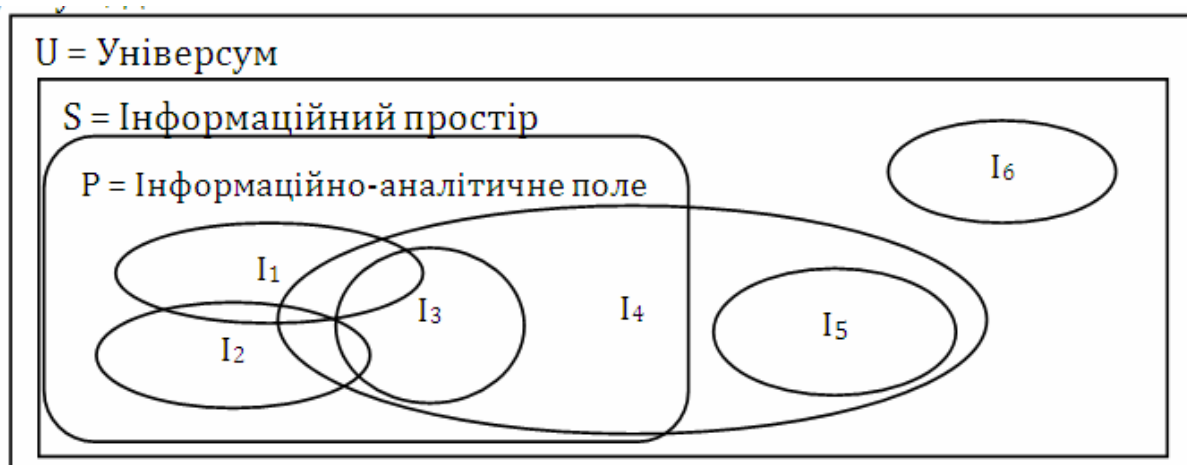 U = Універсум
S = Інформаційний простір
P = Інформаційно-аналітичне поле
I₆
I₁
I₃
I₄
I₅
I₂